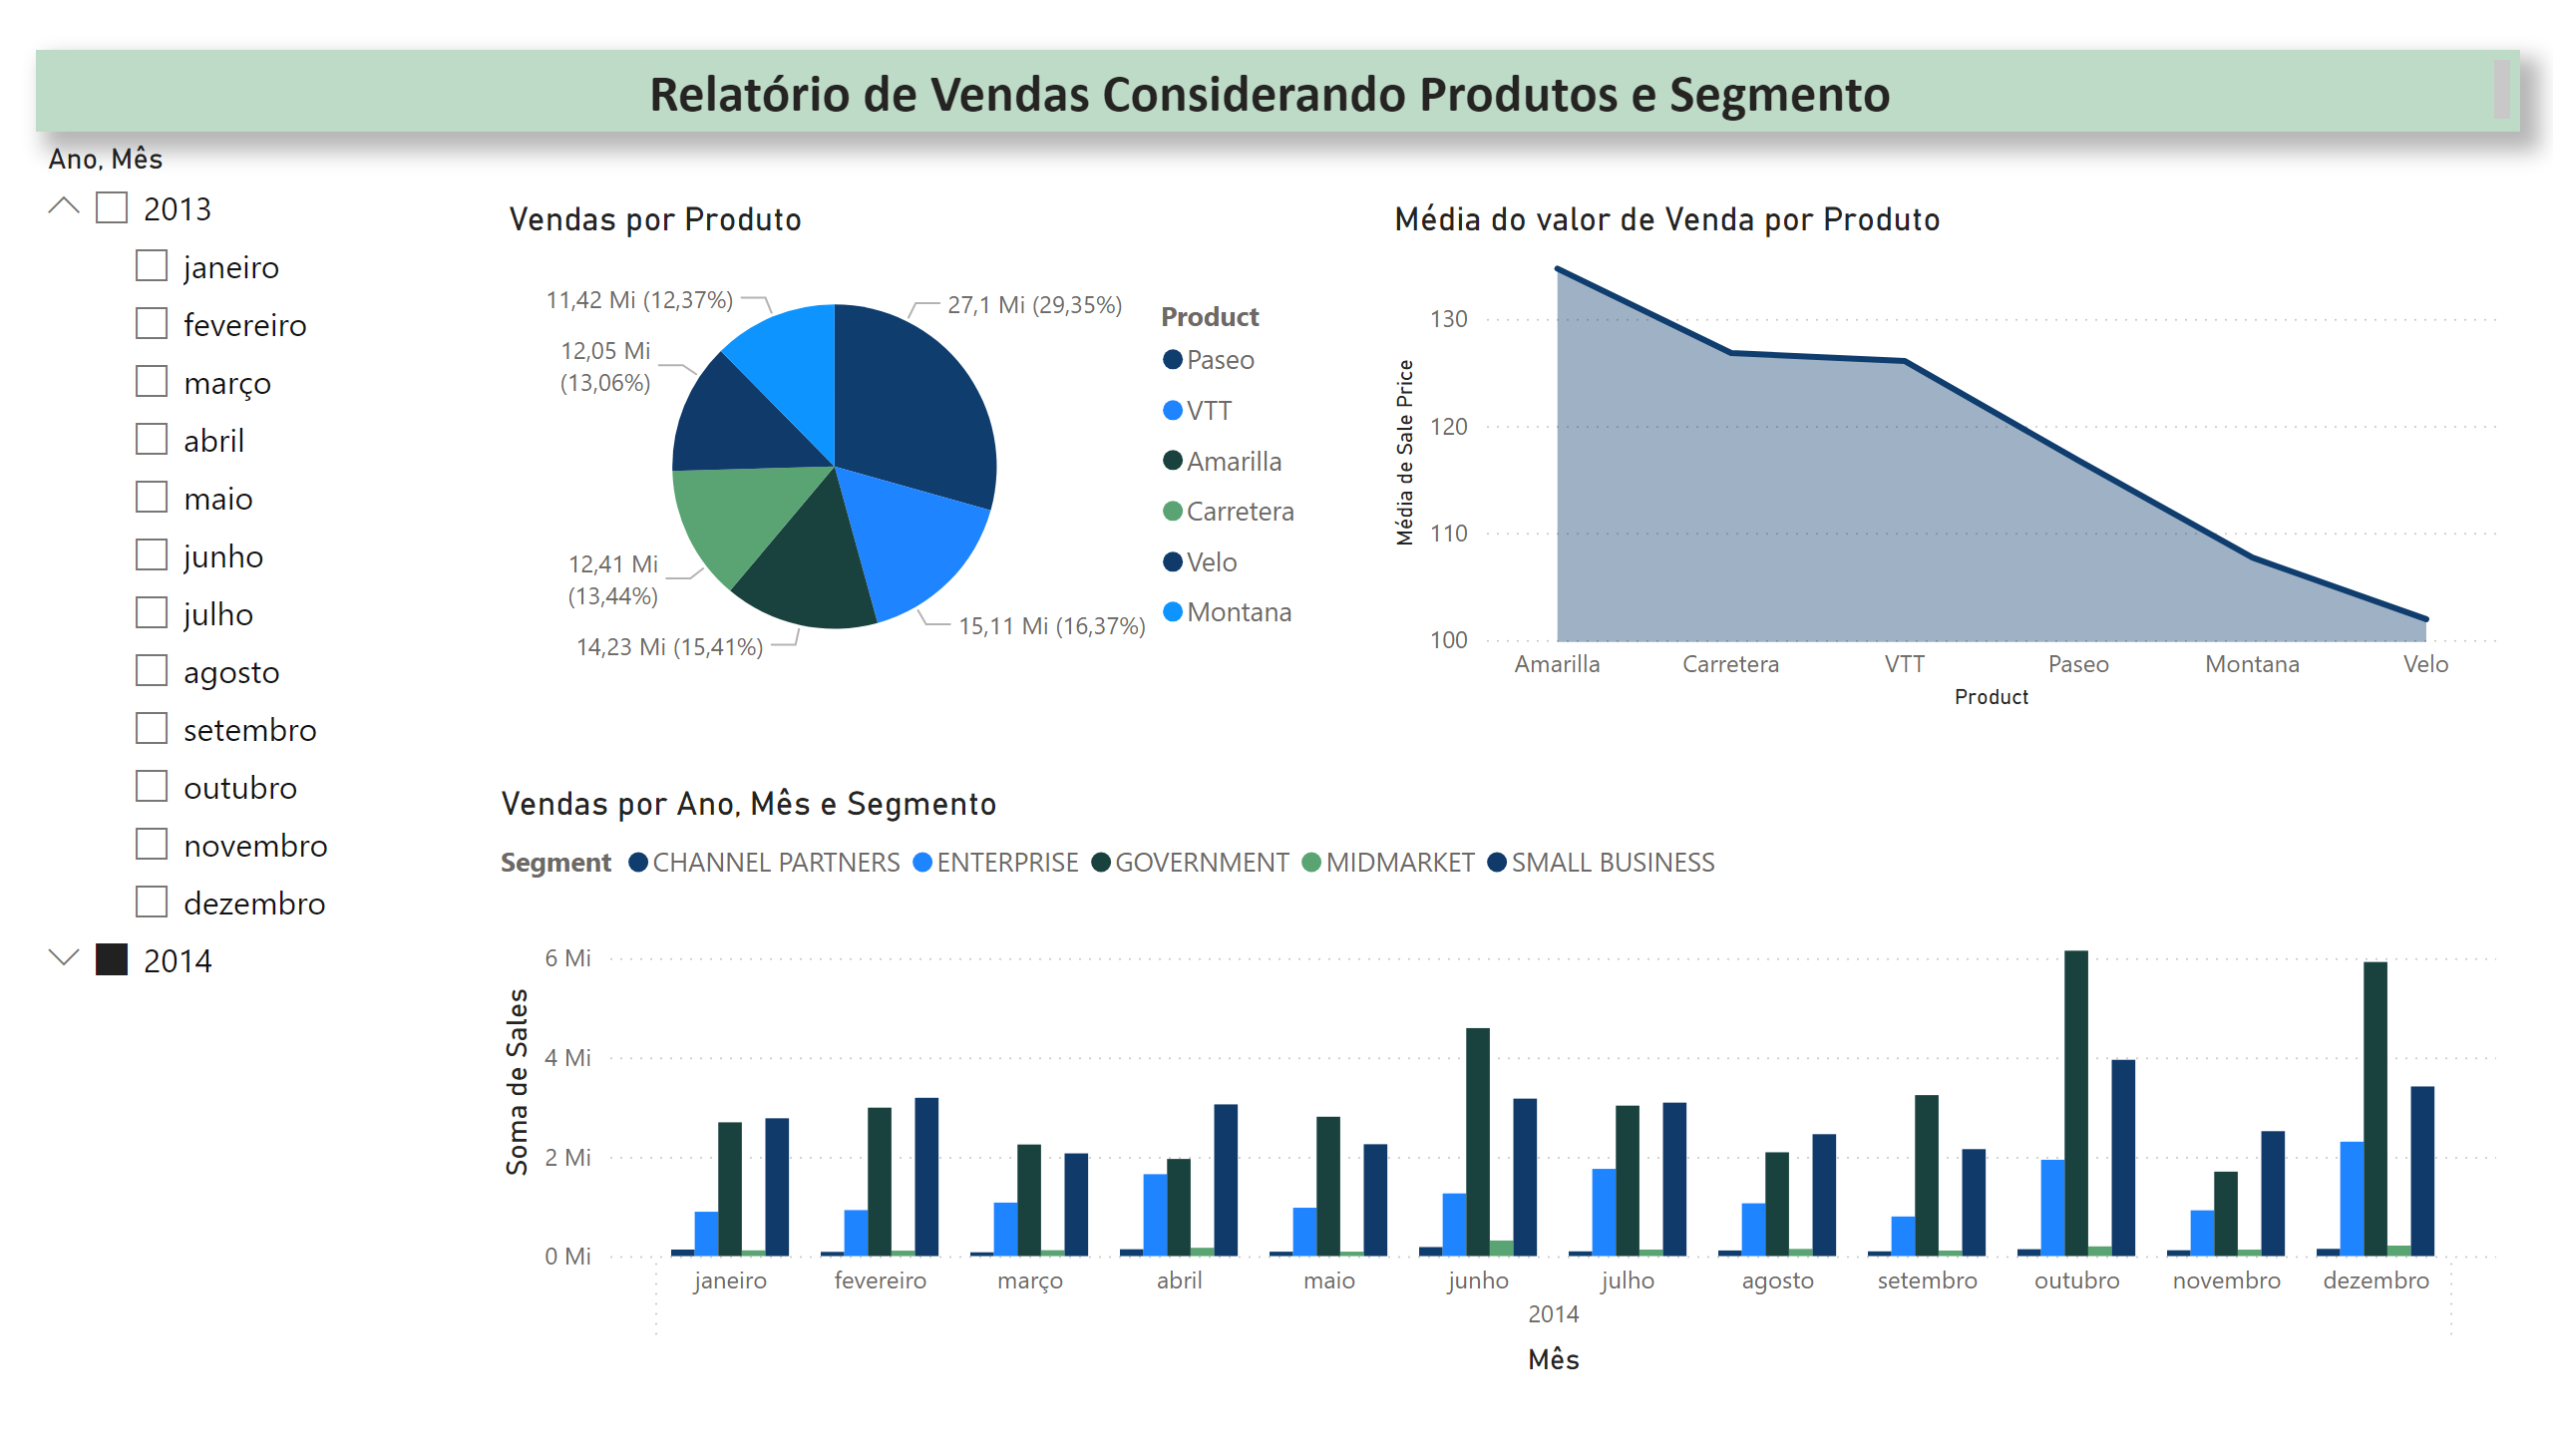 Relatório de Vendas Considerando Produtos e Segmento
Ano, Mês
2013
janeiro
fevereiro
março
abril
maio
junho
julho
agosto
setembro
outubro
novembro
dezembro
2014
Vendas por Produto
11,42 Mi (12,37%)
27,1 Mi (29,35%)
12,05 Mi
(13,06%)
12,41 Mi
(13,44%)
14,23 Mi (15,41%)
15,11 Mi (16,37%)
Product
Paseo
VTT
Amarilla
Carretera
Velo
Montana
Média do valor de Venda por Produto
Média de Sale Price
130
120
110
100
Amarilla Carretera VTT Paseo Montana Velo
Product
Vendas por Ano, Mês e Segmento
Segment CHANNEL PARTNERS ENTERPRISE GOVERNMENT MIDMARKET SMALL BUSINESS
Soma de Sales
6 Mi
4 Mi
2 Mi
0 Mi
janeiro fevereiro março abril maio junho julho agosto setembro outubro novembro dezembro
2014
Mês